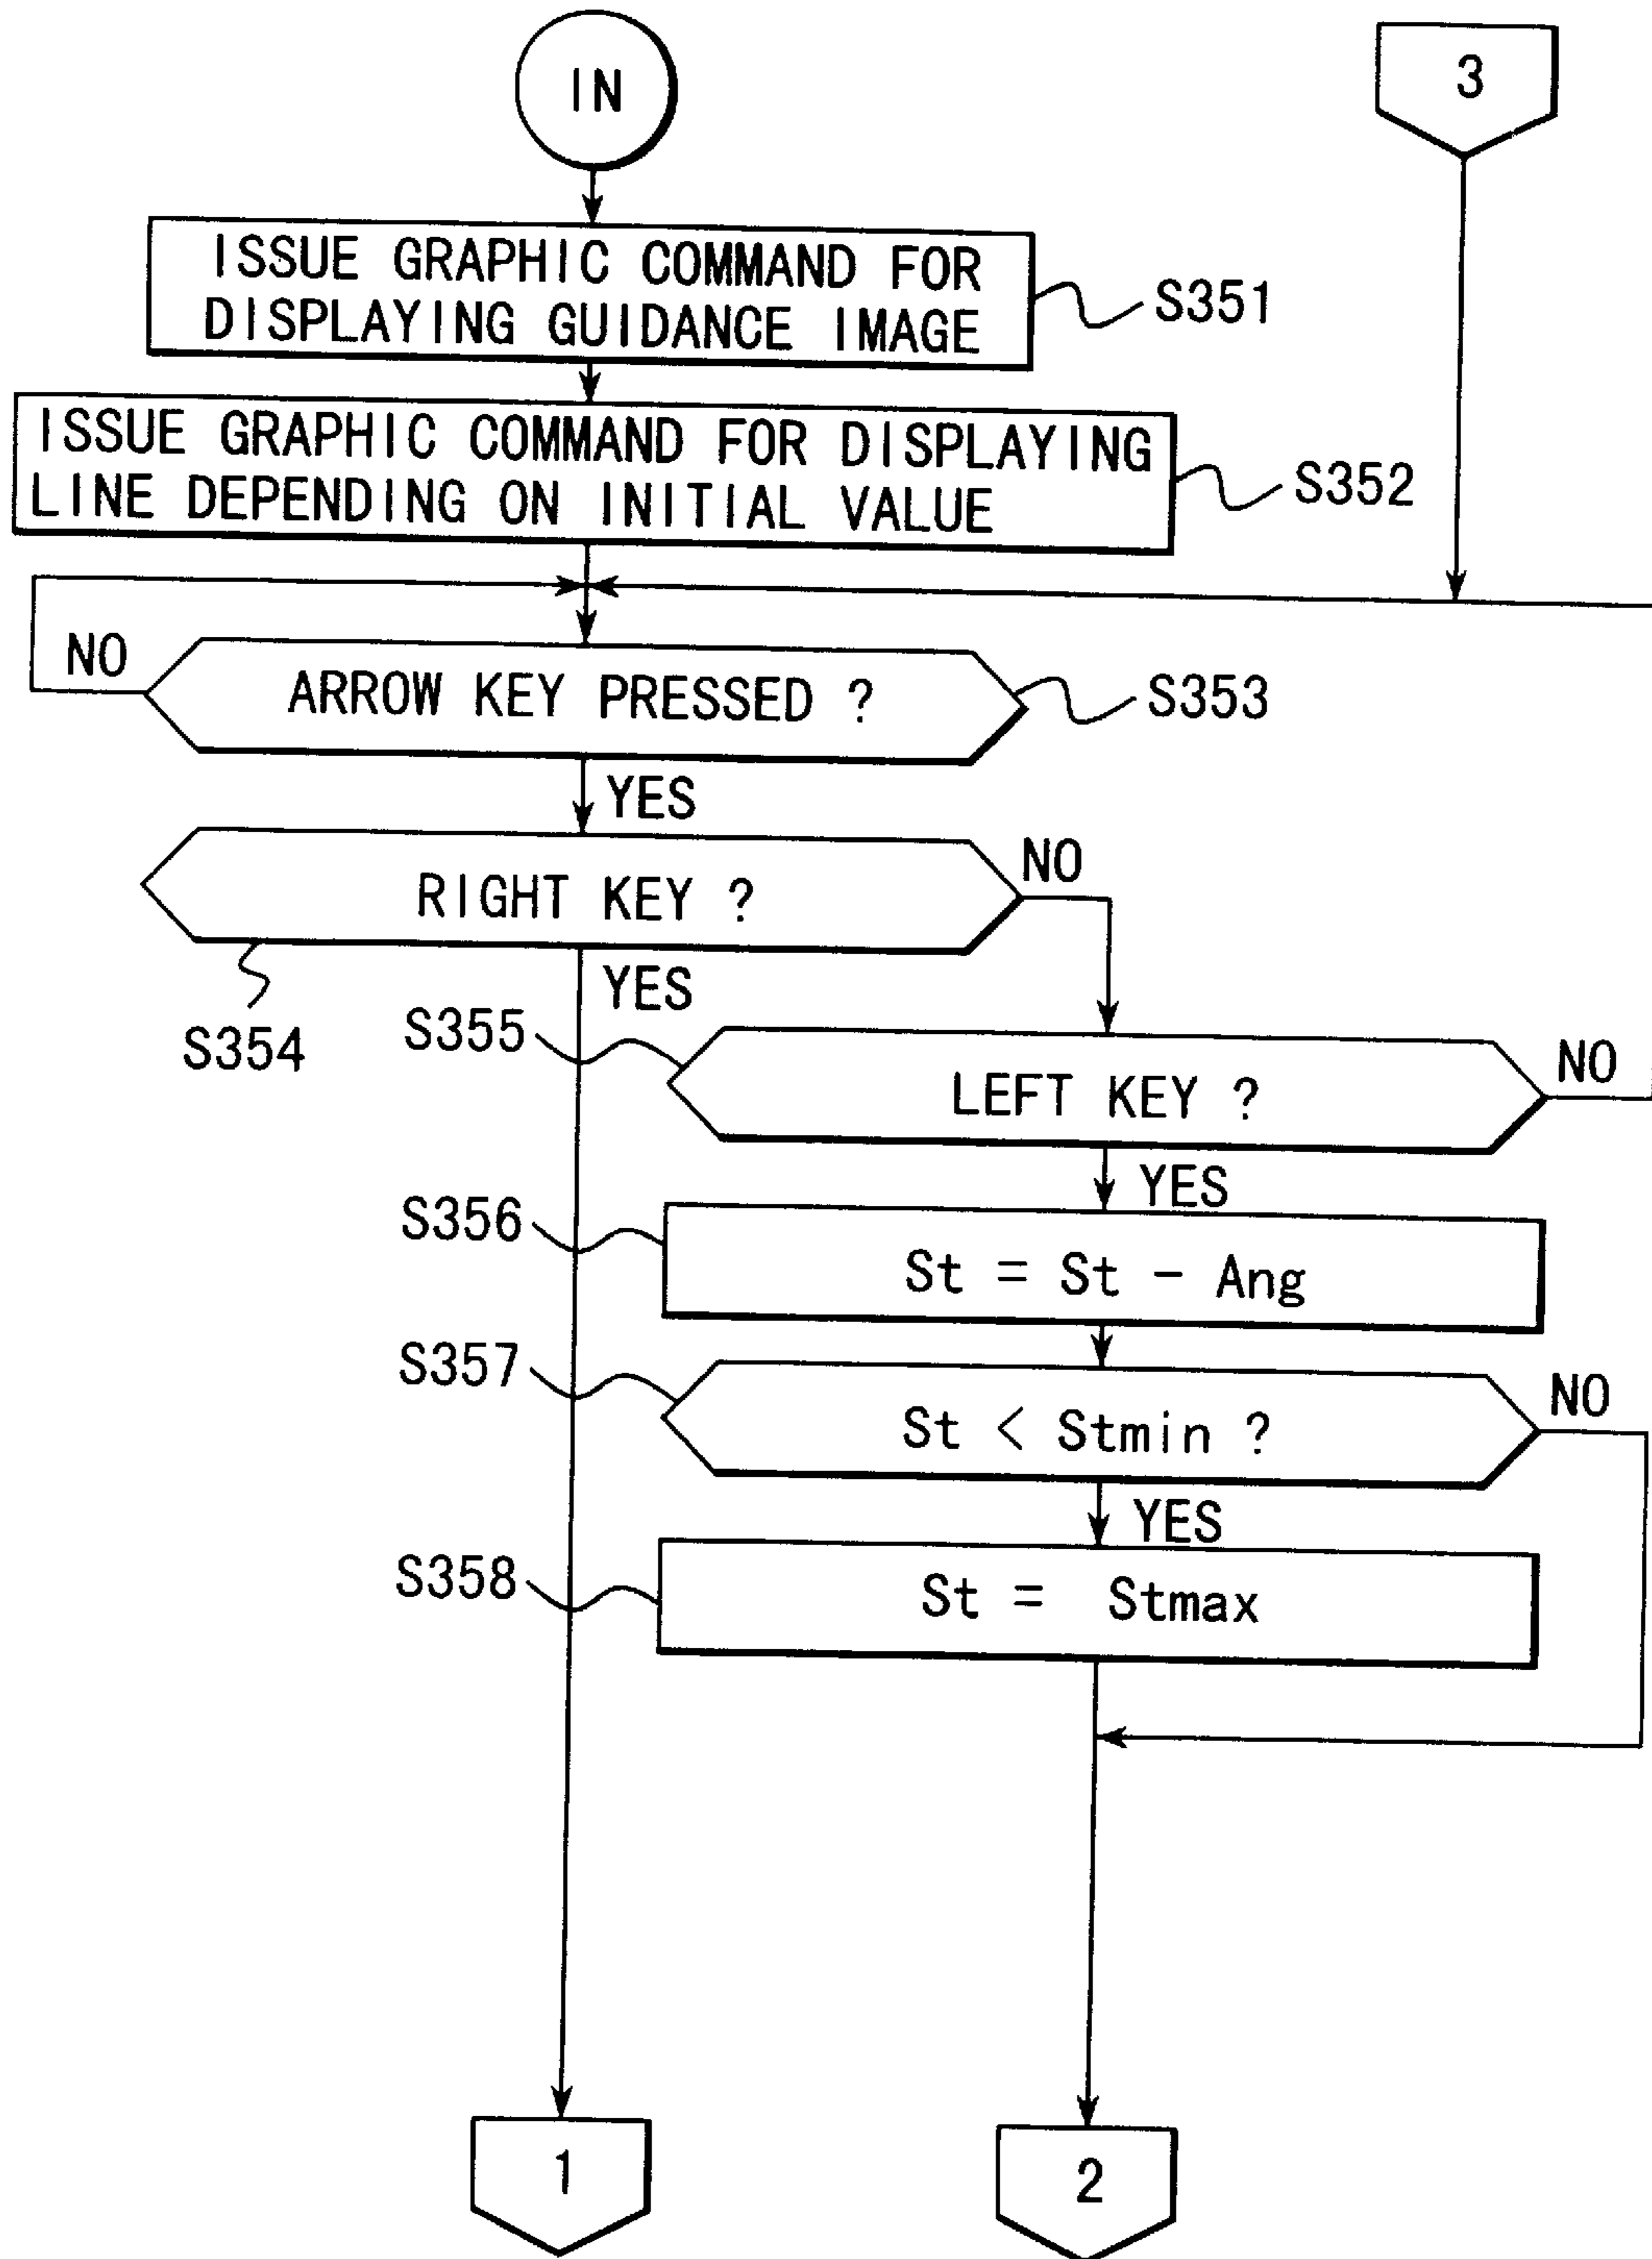 IN
3
ISSUE GRAPHIC COMMAND FOR
DISPLAYING GUIDANCE IMAGE
S351
ISSUE GRAPHIC COMMAND FOR DISPLAYING
LINE DEPENDING ON INITIAL VALUE
S352
NO
ARROW KEY PRESSED ?
S353
YES
RIGHT KEY ?
NO
S354
YES
S355
LEFT KEY ?
NO
YES
S356
St = St - Ang
S357
St < Stmin ?
NO
YES
S358
St = Stmax
1
2